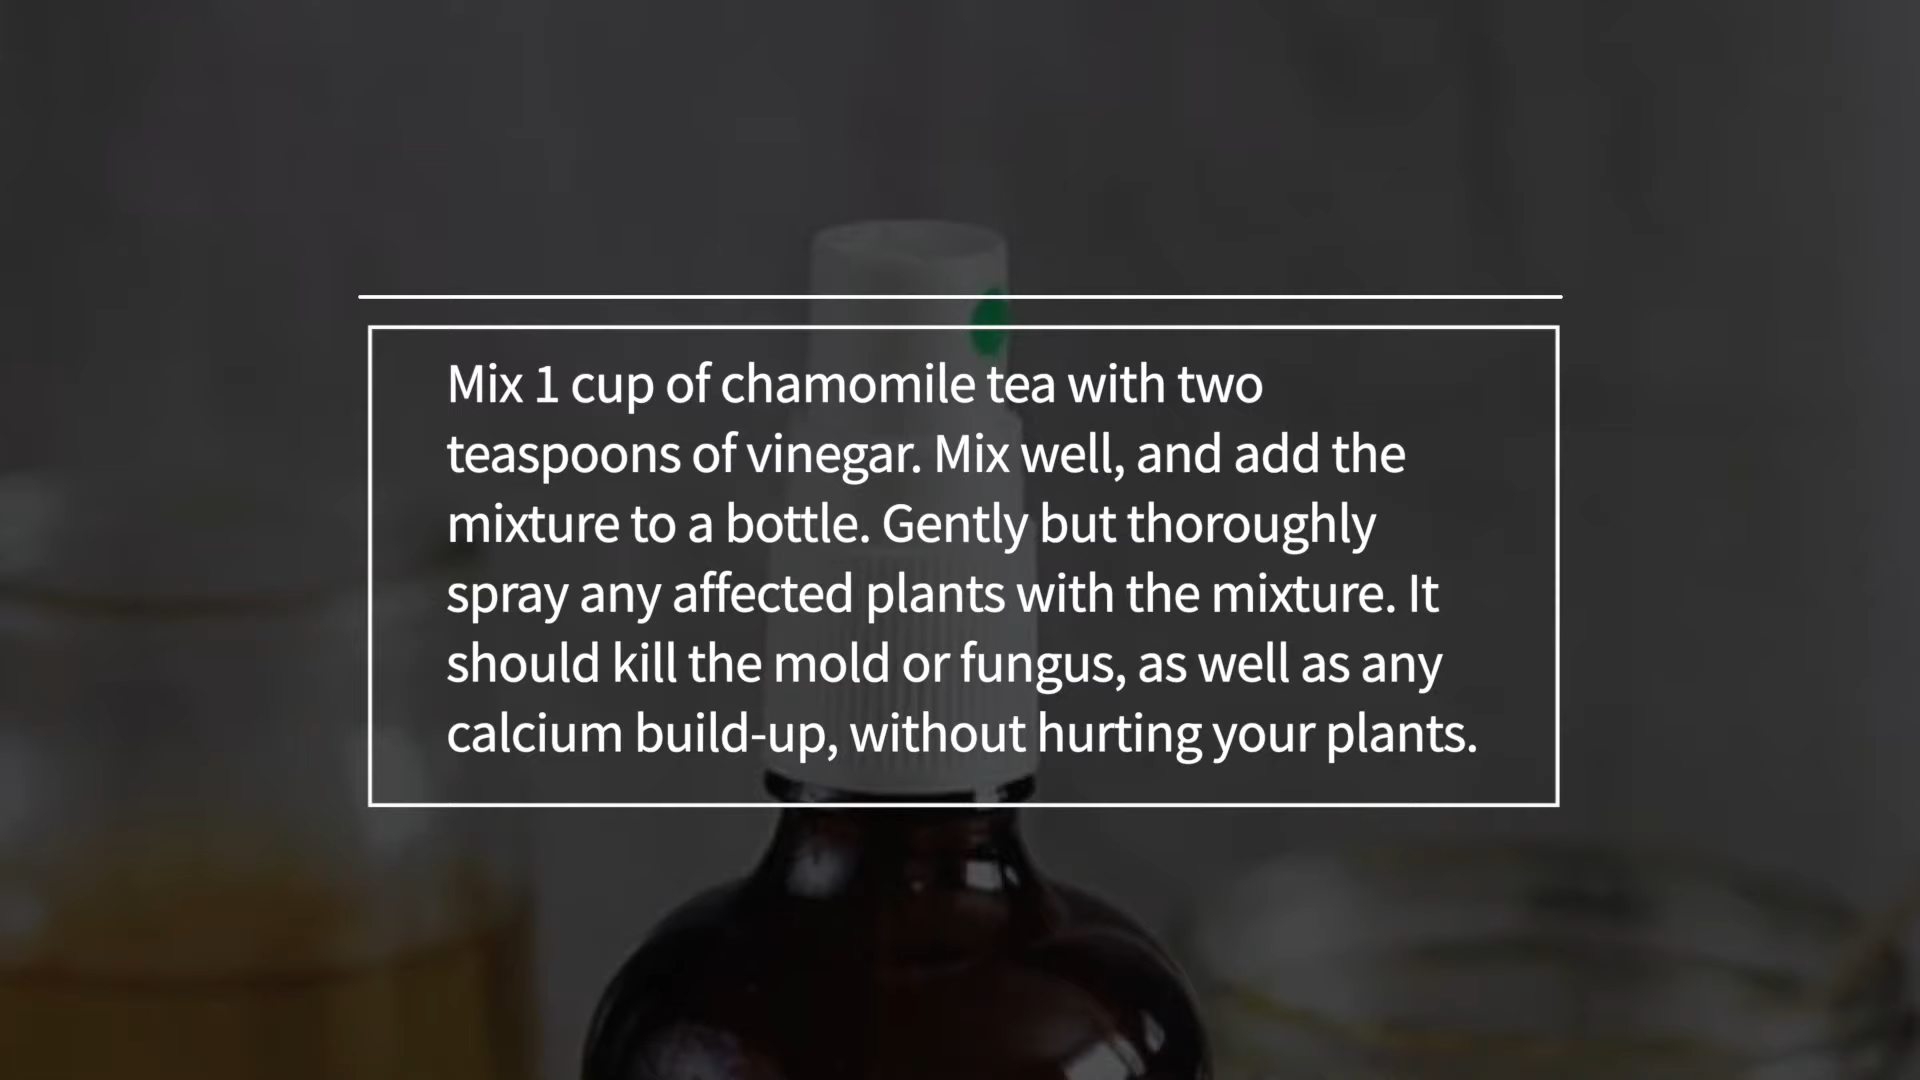 Mix 1 cup of chamomile tea with two
teaspoons of vinegar. Mix well, and add the
mixture to a bottle. Gently but thoroughly
spray any affected plants with the mixture. It
should kill the mold or fungus, as well as any
calcium build-up, without hurting your plants.